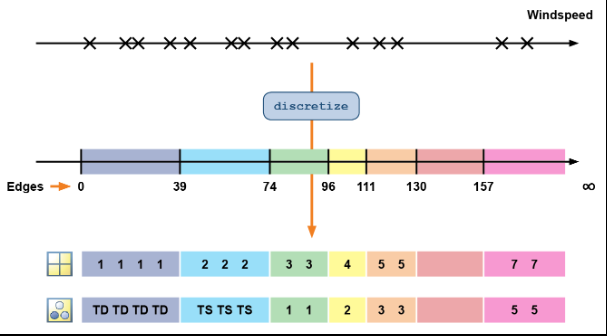 Windspeed
discretize
Edges 0 39 74 96 111 130 157 ∞
1 1 1 1 2 2 2 3 3 4 5 5 7 7
TD TD TD TD TS TS TS 1 1 2 3 3 5 5